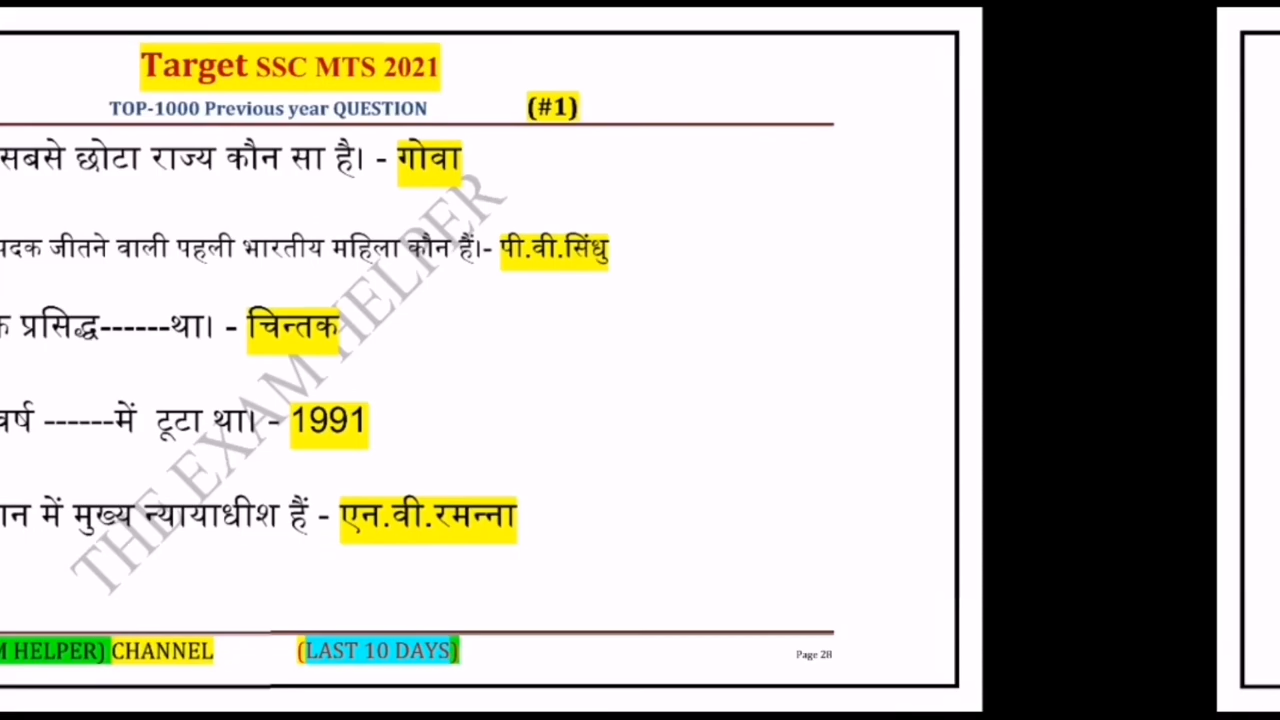 Target SSC MTS 2021
TOP-1000 Previous year QUESTION (#1)
सबसे छोटा राज्य कौन सा है। - गोवा
पदक जीतने वाली पहली भारतीय महिला कौन हैं।- पी.वी.सिंधु
प्रसिद्ध------था। - चिन्तक
वर्ष ------में टूटा था। - 1991
में मुख्य न्यायाधीश हैं - एन.वी.रमन्ना
THE EXAM HELPER
HELPER) CHANNEL (LAST 10 DAYS)
Page 28